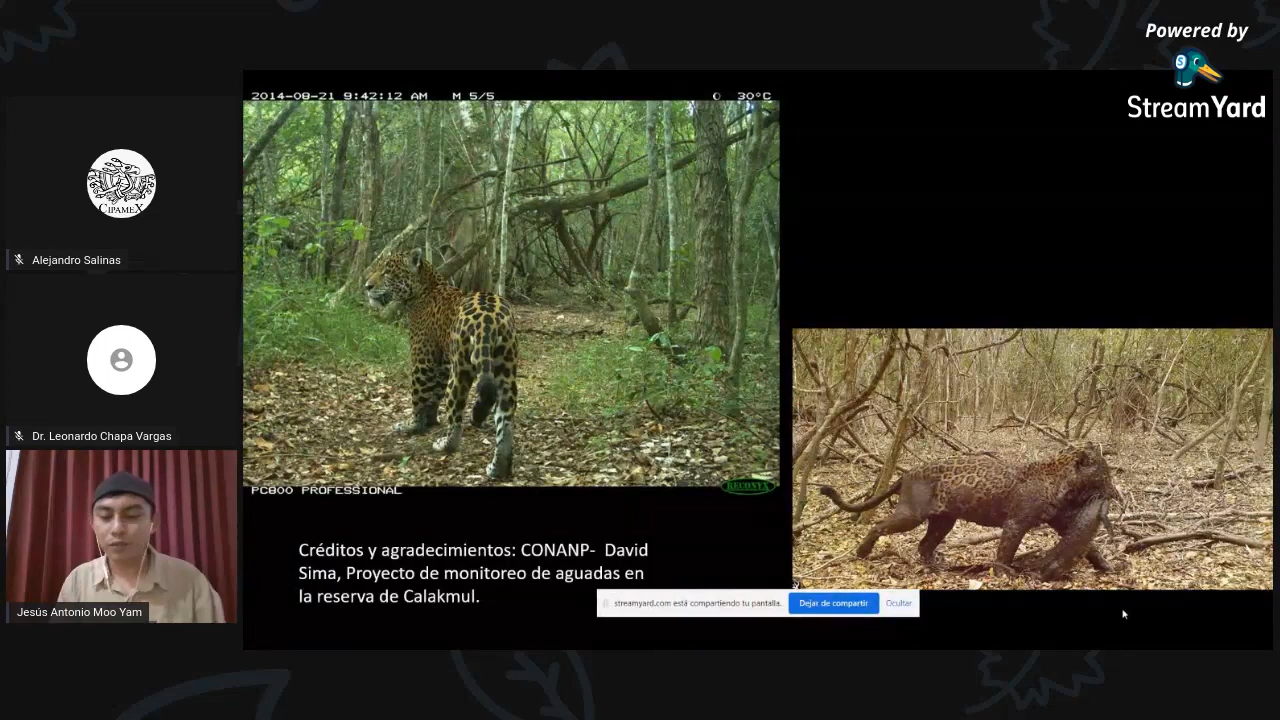 Powered by
StreamYard
CIPAMEX
Alejandro Salinas
Dr. Leonardo Chapa Vargas
Jesús Antonio Moo Yam
2014-08-21 9:42:12 AM M 5/5 30°C
PC800 PROFESSIONAL
RECONYX
Créditos y agradecimientos: CONANP- David
Sima, Proyecto de monitoreo de aguadas en
la reserva de Calakmul.
streamyard.com está compartiendo tu pantalla.
Dejar de compartir
Ocultar